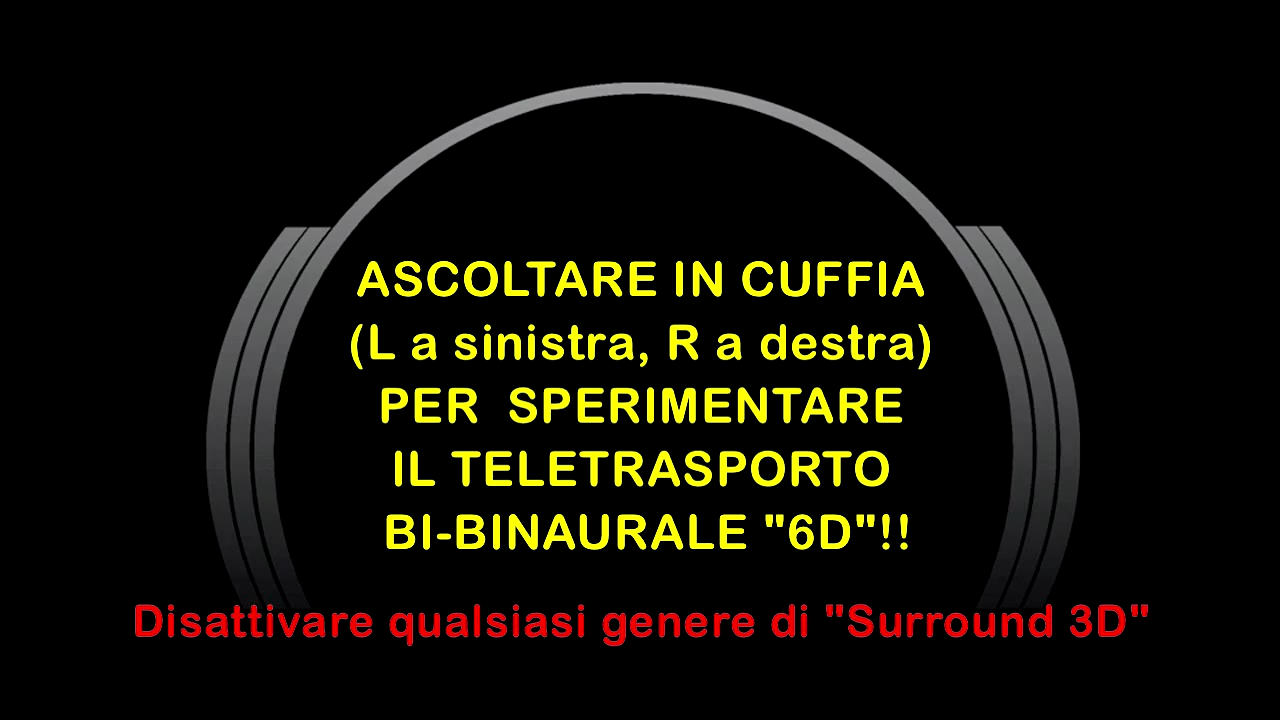 ASCOLTARE IN CUFFIA
(L a sinistra, R a destra)
PER SPERIMENTARE
IL TELETRASPORTO
BI-BINAURALE "6D"!!
Disattivare qualsiasi genere di "Surround 3D"